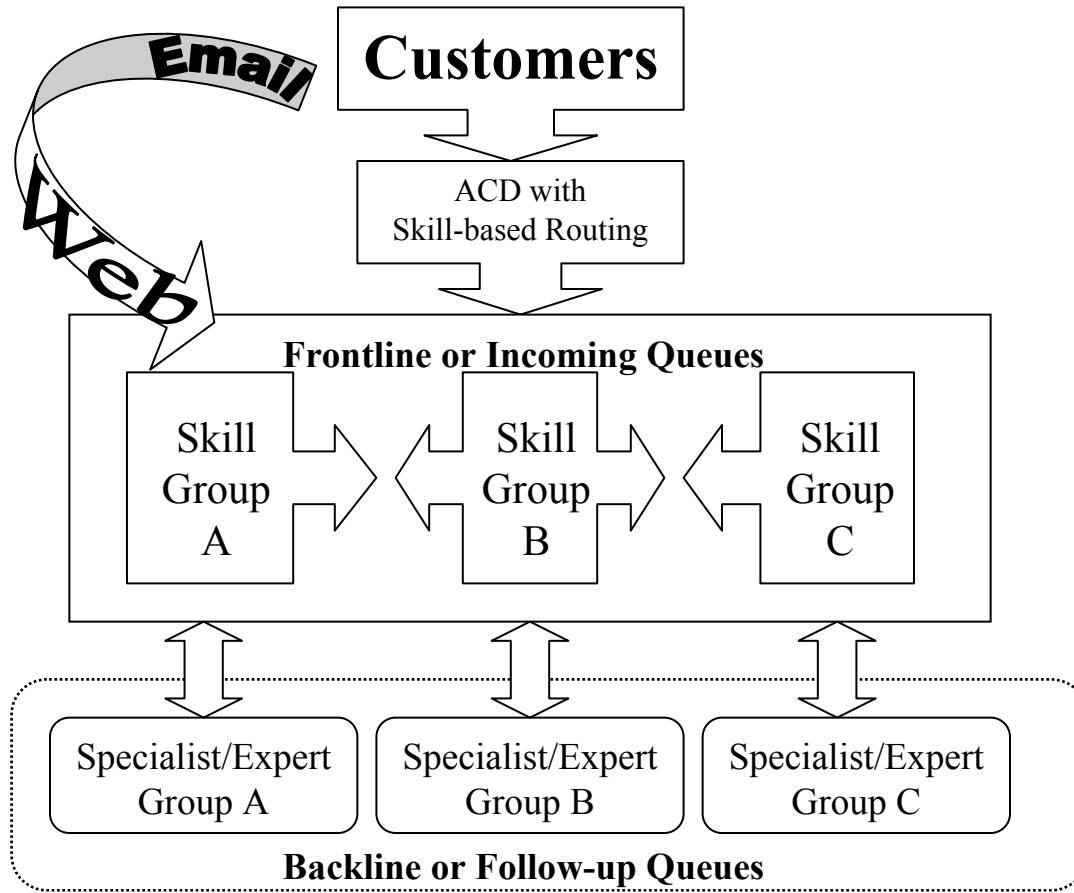 Email
Customers
ACD with
Skill-based Routing
Web
Frontline or Incoming Queues
Skill
Group
A
Skill
Group
B
Skill
Group
C
Specialist/Expert
Group A
Specialist/Expert
Group B
Specialist/Expert
Group C
Backline or Follow-up Queues